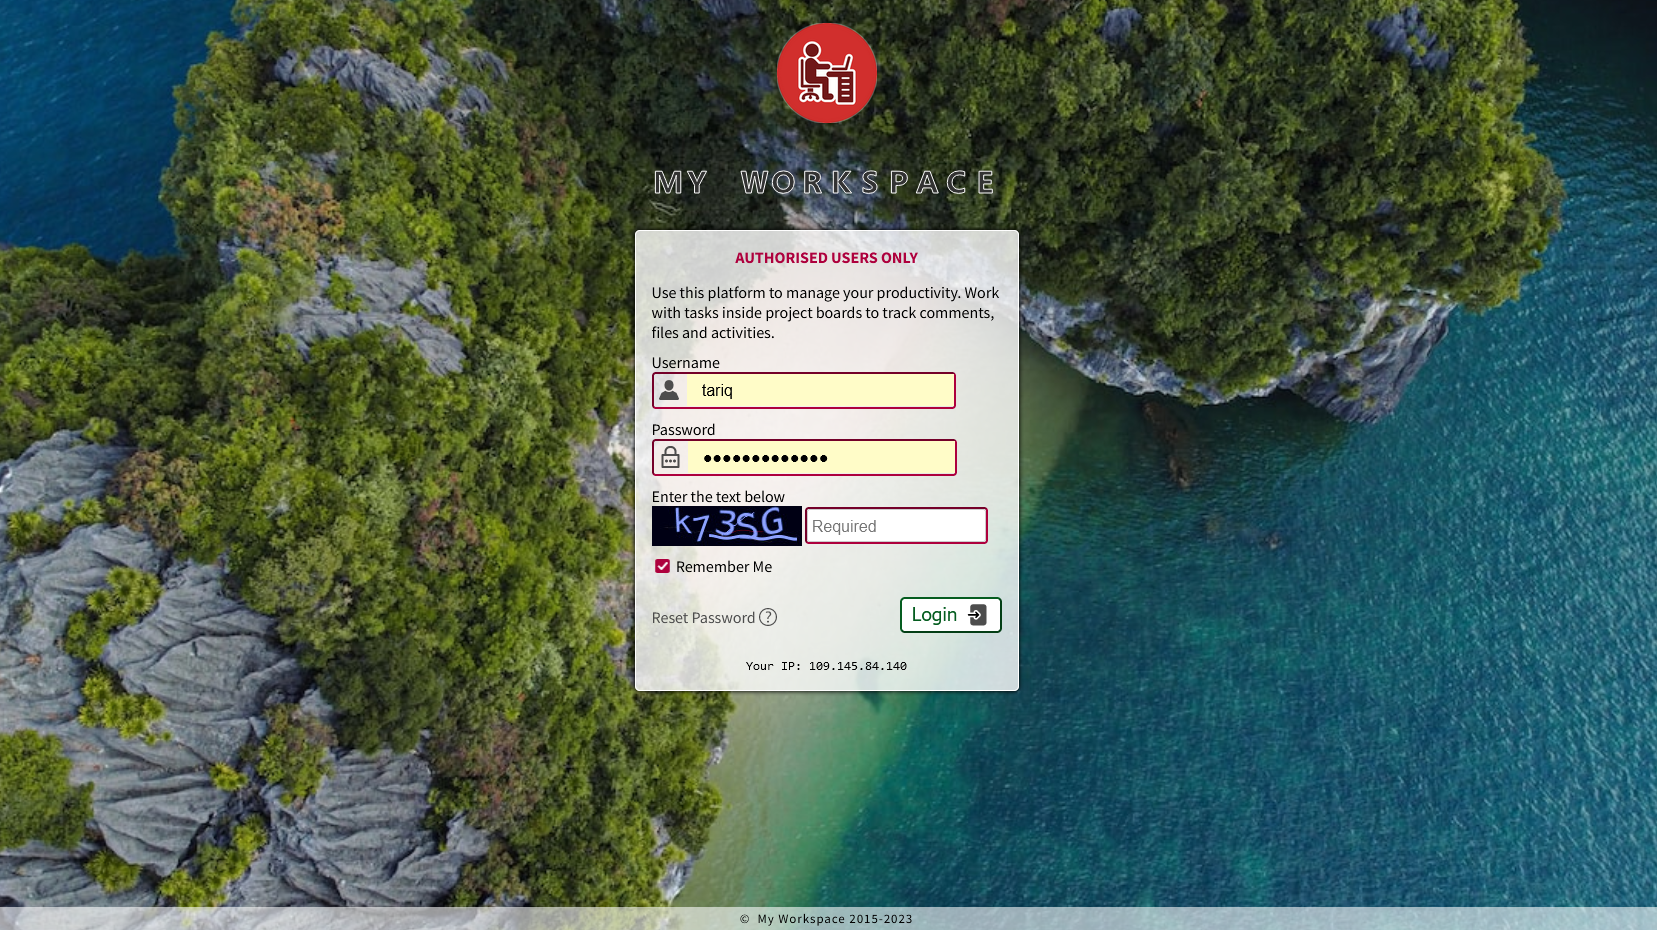 MY WORKSPACE
AUTHORISED USERS ONLY
Use this platform to manage your productivity. Work
with tasks inside project boards to track comments,
files and activities.
Username
tariq
Password
•••••••••••••
Enter the text below
k73SG
Required
Remember Me
Reset Password ?
Login
Your IP: 109.145.84.140
© My Workspace 2015-2023